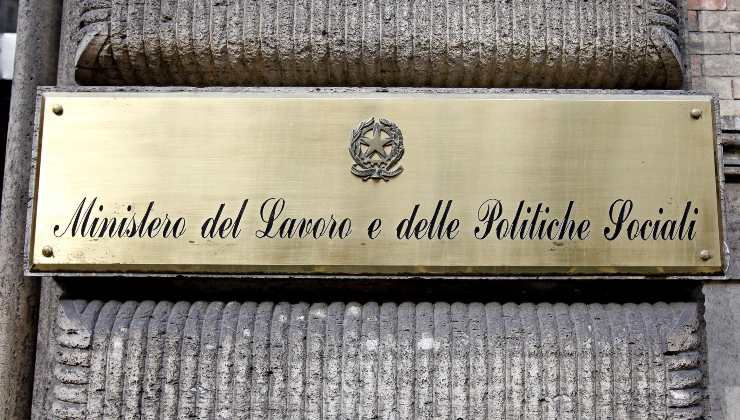 Ministero del Lavoro e delle Politiche Sociali